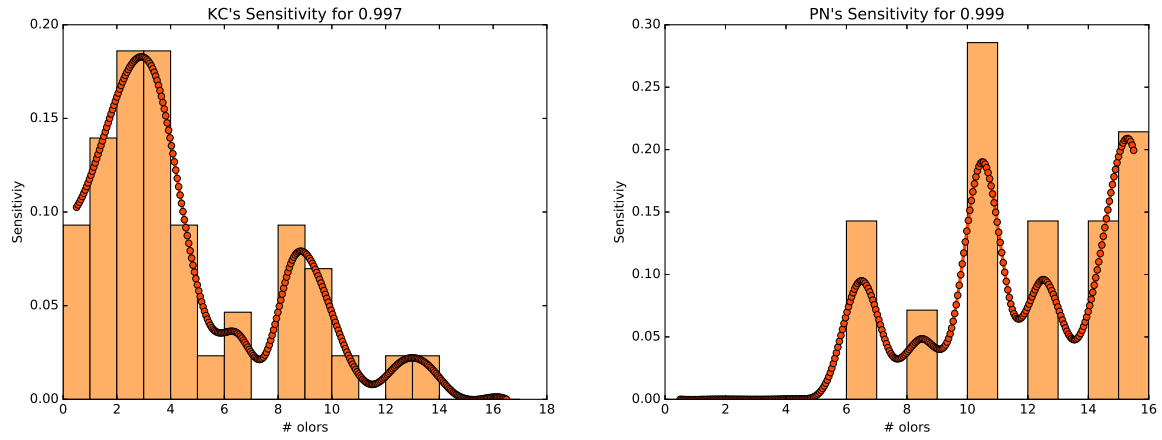 KC's Sensitivity for 0.997
0.20
0.15
0.10
0.05
0.00
Sensitiviy
0 2 4 6 8 10 12 14 16 18
# olors
PN's Sensitivity for 0.999
0.30
0.25
0.20
0.15
0.10
0.05
0.00
Sensitiviy
0 2 4 6 8 10 12 14 16
# olors